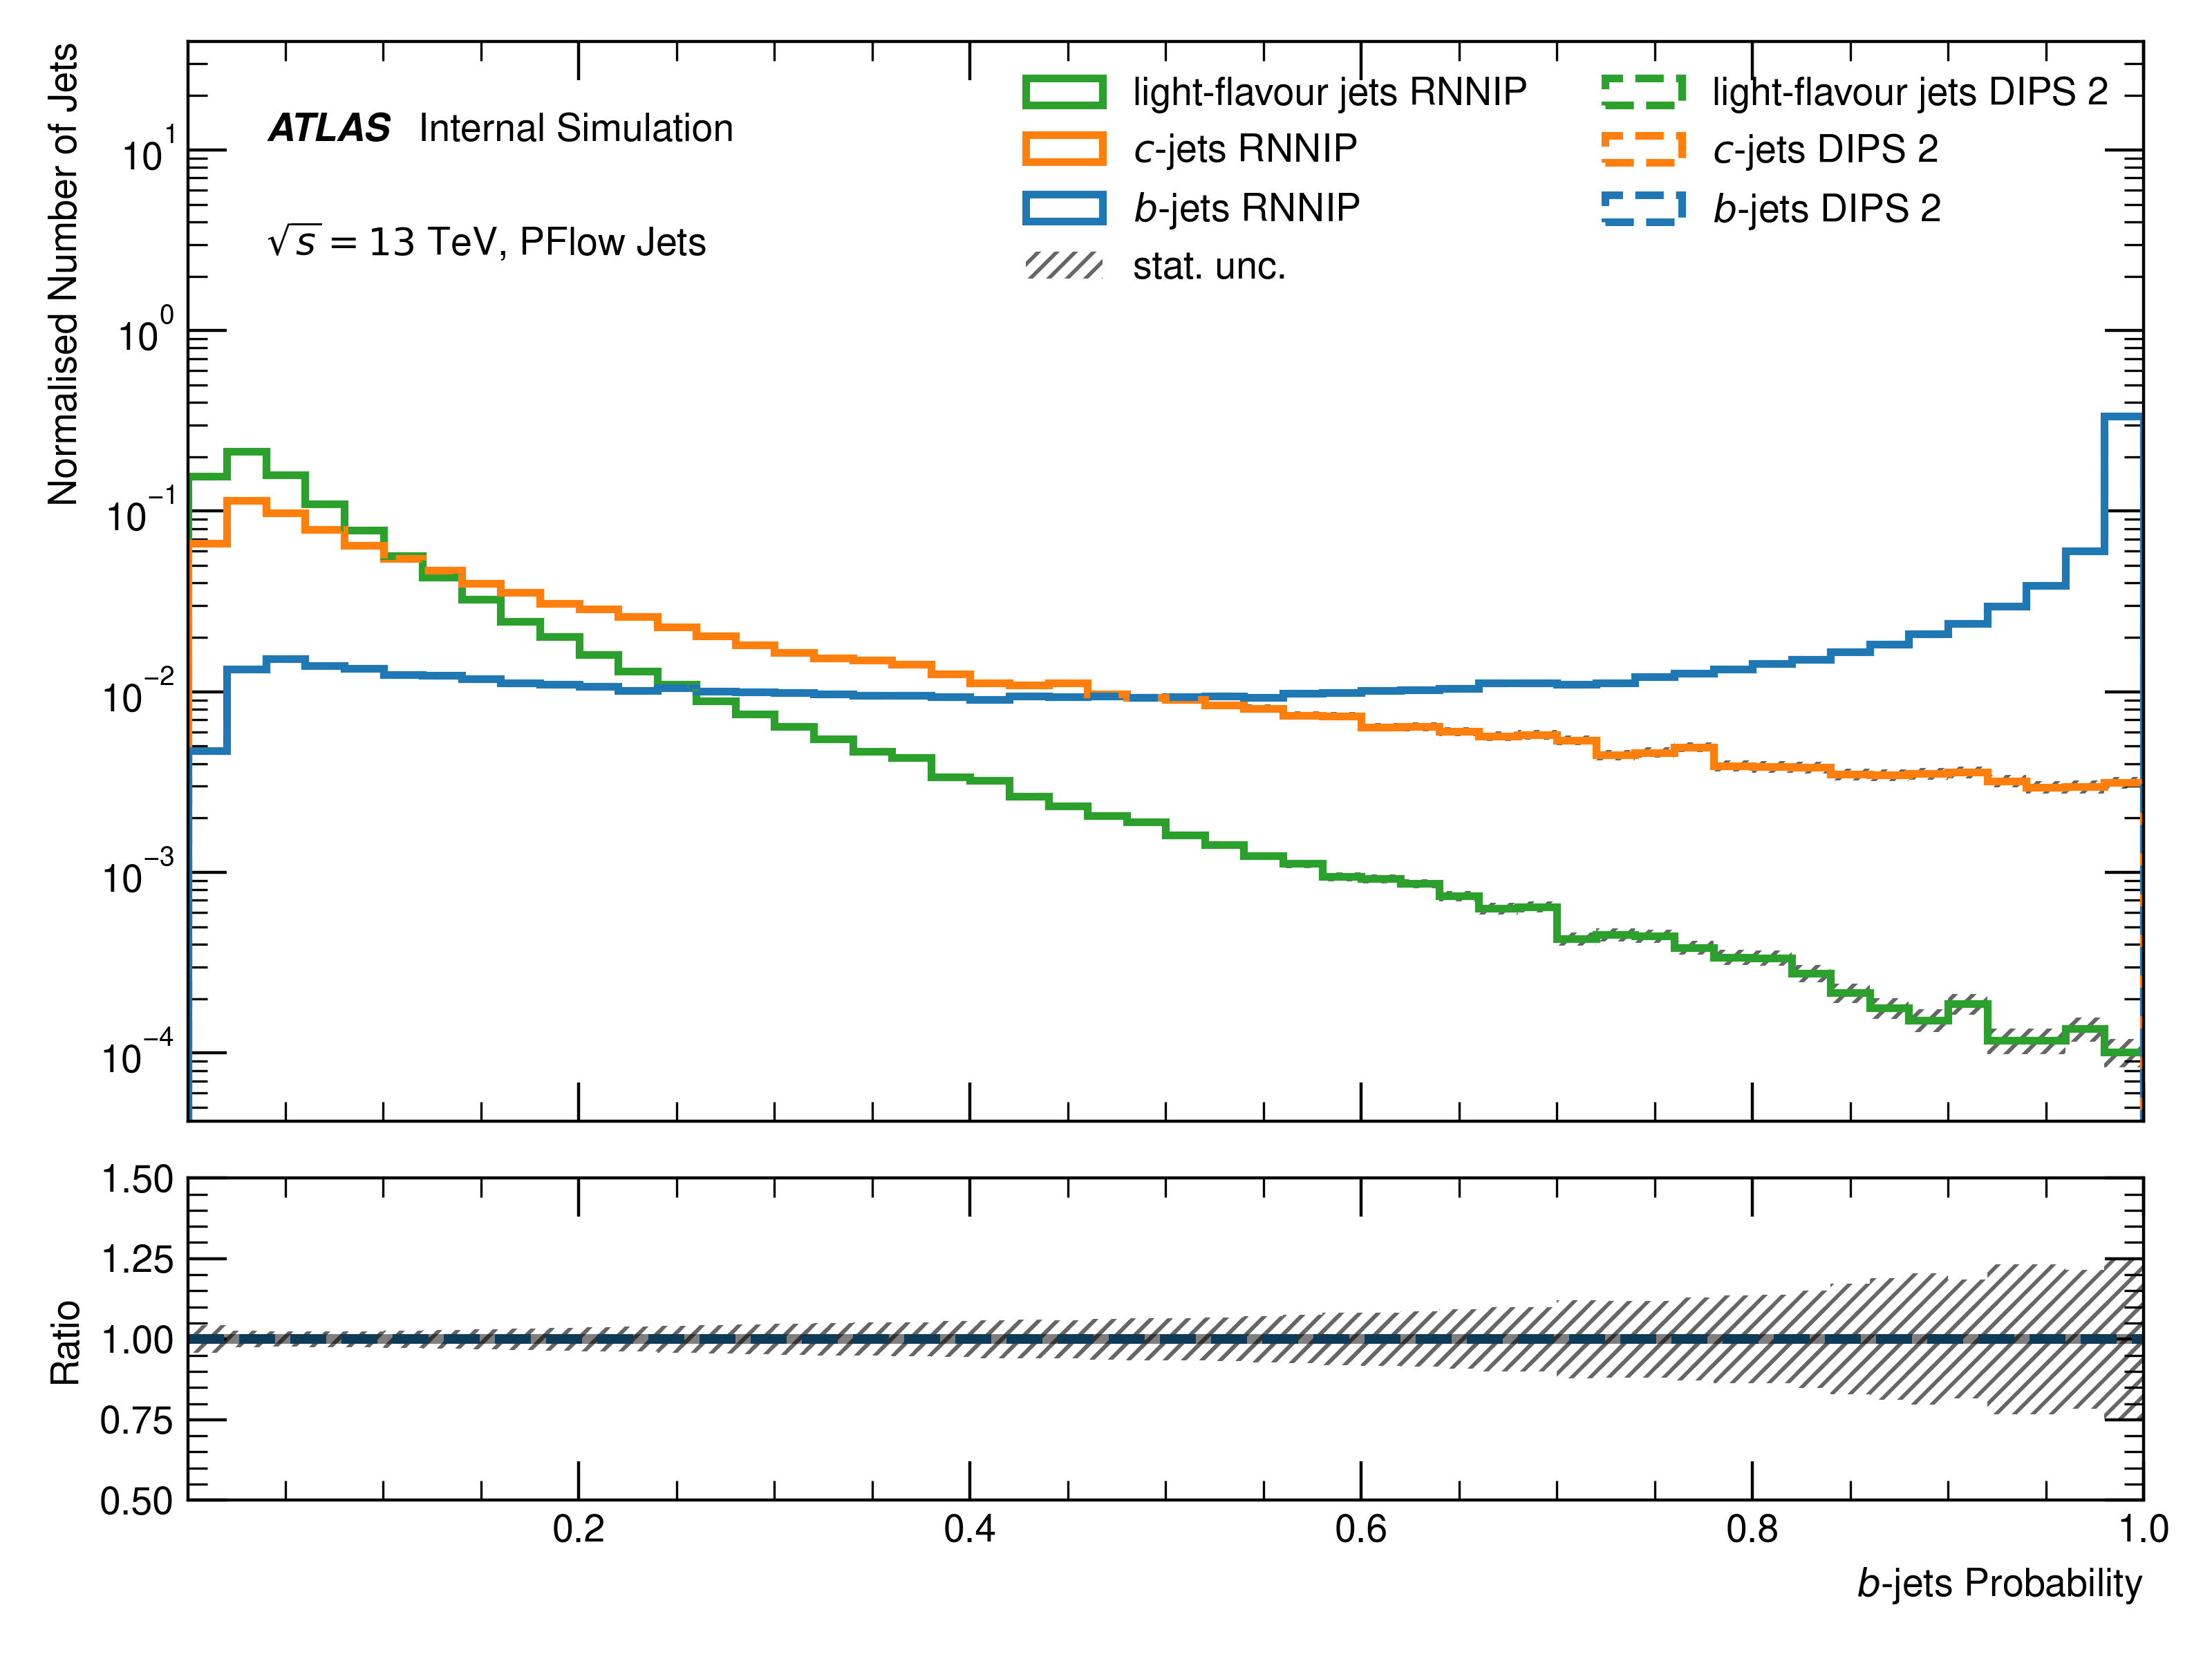 Normalised Number of Jets
ATLAS Internal Simulation
√s = 13 TeV, PFlow Jets
light-flavour jets RNNIP
c-jets RNNIP
b-jets RNNIP
stat. unc.
light-flavour jets DIPS 2
c-jets DIPS 2
b-jets DIPS 2
10^1
10^0
10^−1
10^−2
10^−3
10^−4
Ratio
1.50
1.25
1.00
0.75
0.50
0.2 0.4 0.6 0.8 1.0
b-jets Probability